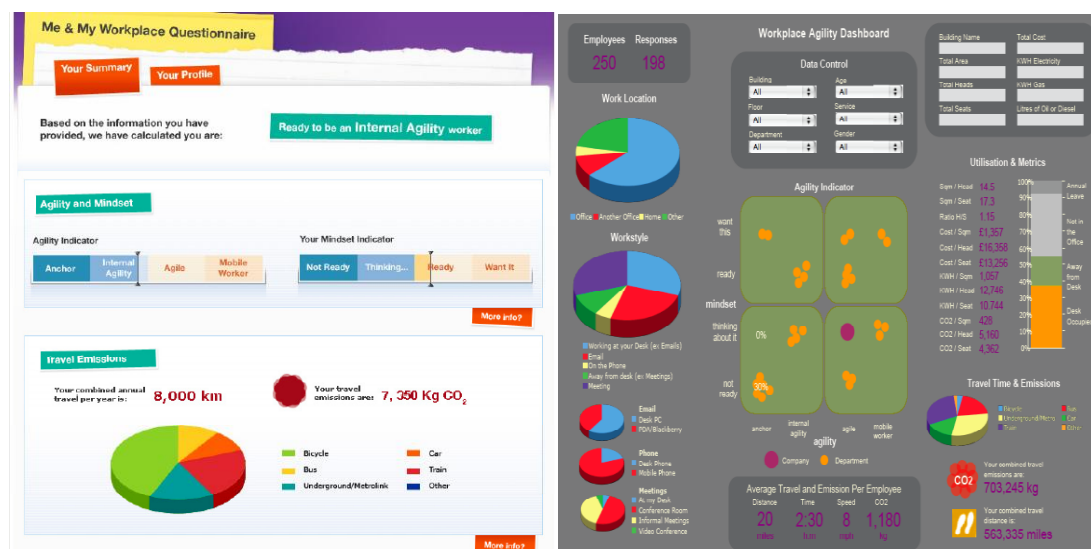 Me & My Workplace Questionnaire
Your Summary
Your Profile
Based on the information you have
provided, we have calculated you are:
Ready to be an Internal Agility worker
Agility and Mindset
Agility Indicator
Your Mindset Indicator
Anchor
Internal
Agility
Agile
Mobile
Worker
Not Ready
Thinking...
Ready
Want It
More info?
Travel Emissions
Your combined annual
travel per year is:
8,000 km
Your travel
emissions are:
7, 350 Kg CO2
Bicycle
Bus
Underground/Metrolink
Car
Train
Other
More info?
Employees
Responses
250
198
Work Location
Office
Another Office
Home
Other
Workstyle
Working at your Desk (ex Emails)
Email
On the Phone
Away from desk (ex Meetings)
Meeting
Email
Desk PC
PDA/Blackberry
Phone
Desk Phone
Mobile Phone
Meetings
At my Desk
Conference Room
Informal Meetings
Video Conference
Workplace Agility Dashboard
Data Control
Building
Age
All
All
Floor
Service
All
All
Department
Gender
All
All
Agility Indicator
want
this
ready
mindset
thinking
about it
not
ready
0%
30%
anchor
internal
agility
agile
mobile
worker
agility
Company
Department
Average Travel and Emission Per Employee
Distance
Time
Speed
CO2
20
2:30
8
1,180
miles
mph
kg
Building Name
Total Cost
Total Area
KWH Electricity
Total Heads
KWH Gas
Total Seats
Litres of Oil or Diesel
Utilisation & Metrics
Sqm / Head 14.5
Sqm / Seat 17.3
Ratio H/S 1.15
Cost / Sqm £1,357
Cost / Head £16,358
Cost / Seat £13,256
KWH / Sqm 1,057
KWH / Head 12,746
KWH / Seat 10,744
CO2 / Sqm 428
CO2 / Head 5,160
CO2 / Seat 4,362
100%
90%
80%
70%
60%
50%
40%
30%
20%
10%
0%
Annual
Leave
Not in
the
Office
Away
from
Desk
Desk
Occupied
Travel Time & Emissions
Bicycle
Bus
Underground/Metro
Car
Train
Other
CO2
Your combined travel
emissions are:
703,245 kg
Your combined travel
distance is:
563,335 miles